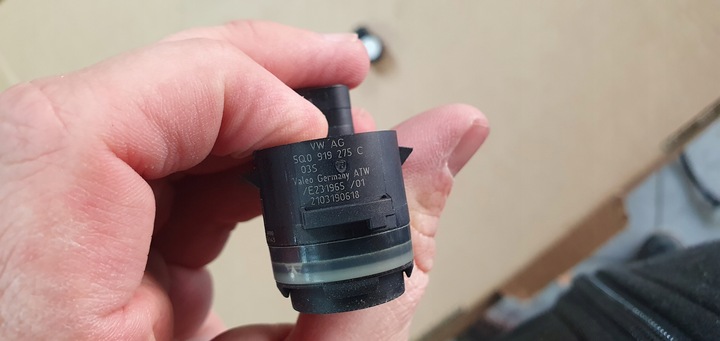 VW AG
5Q0 919 275 C
03S
Valeo Germany ATW
/E231965 /01
2103190618